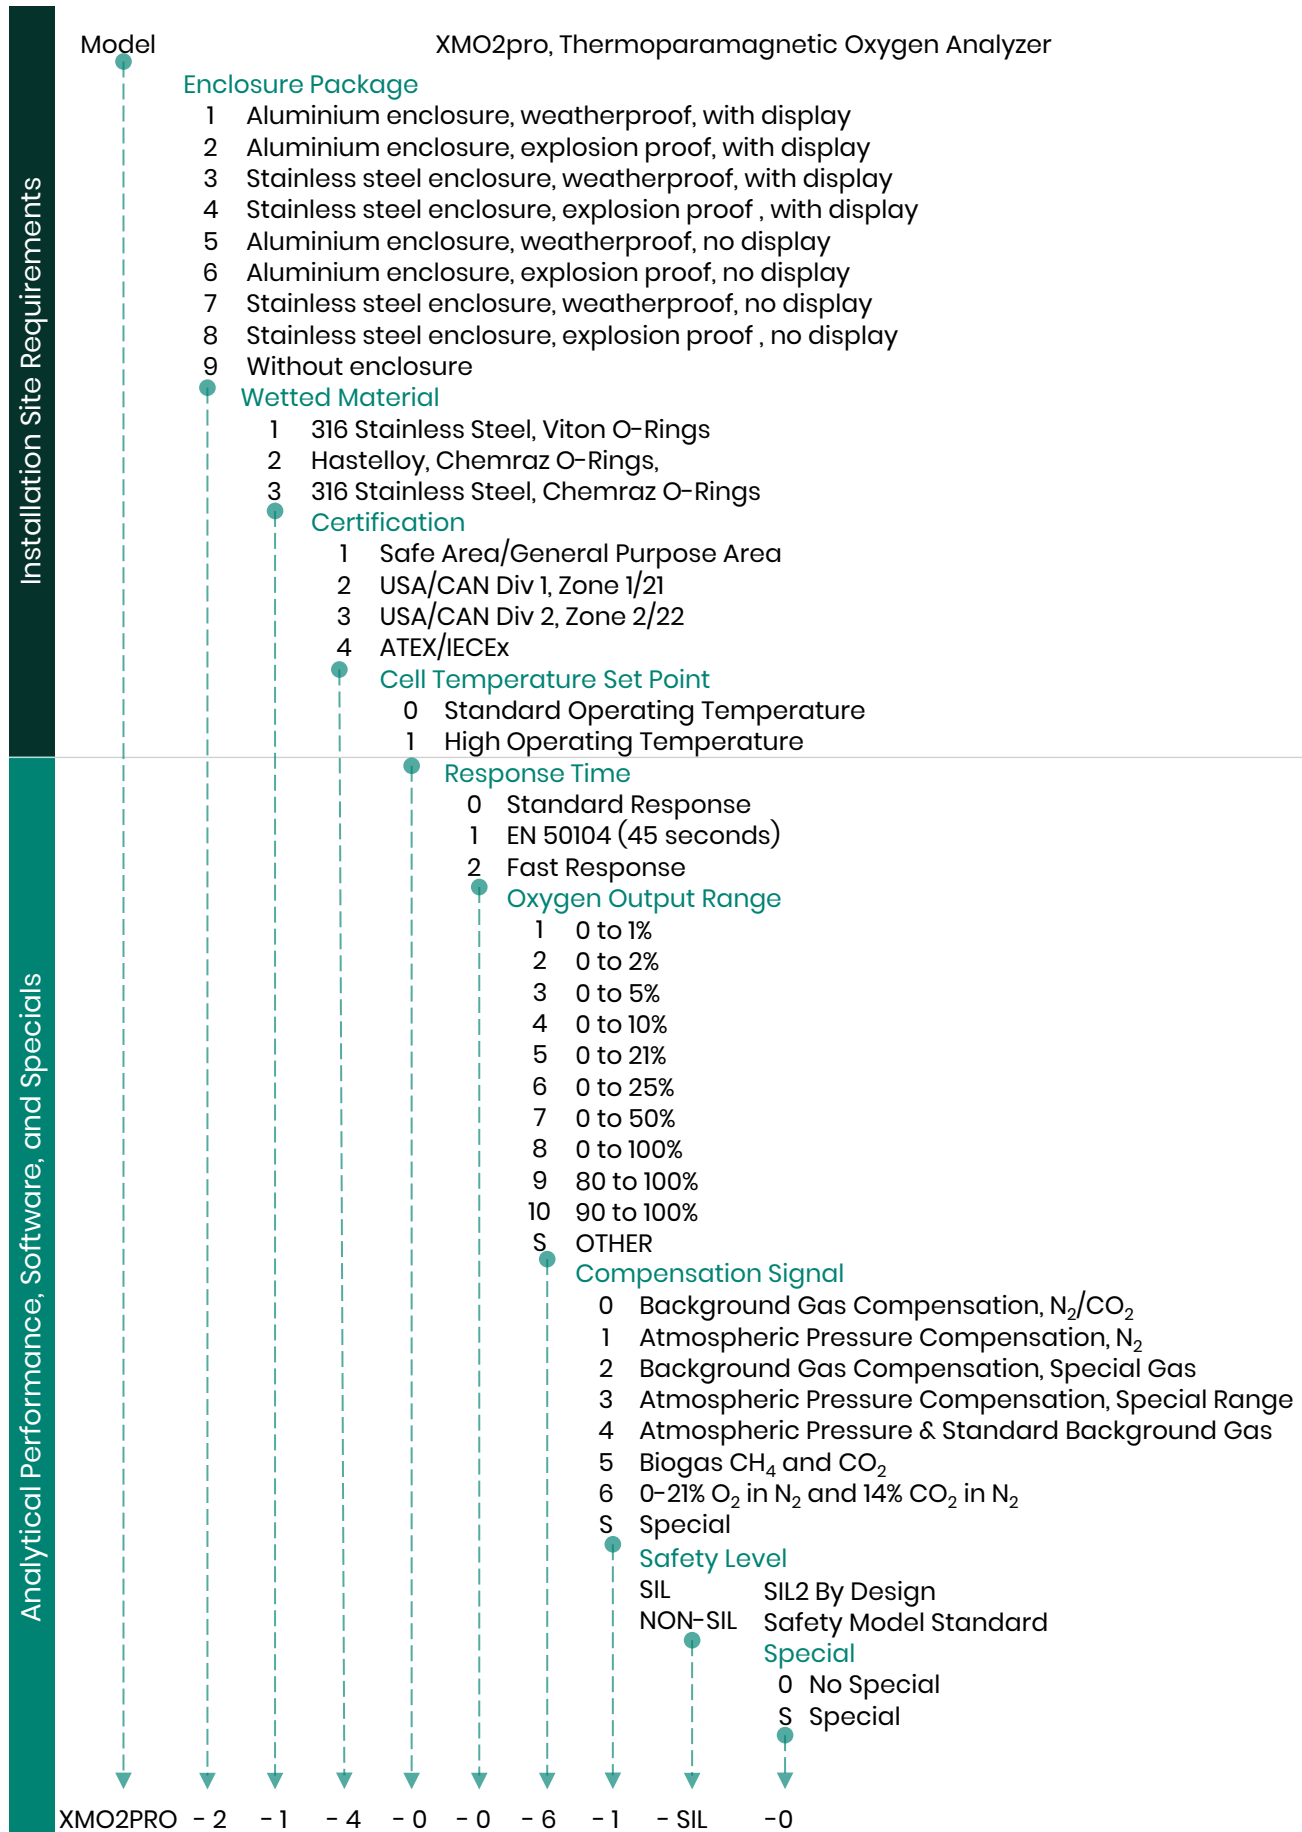 Model XMO2pro, Thermoparamagnetic Oxygen Analyzer
Installation Site Requirements
Enclosure Package
1 Aluminium enclosure, weatherproof, with display
2 Aluminium enclosure, explosion proof, with display
3 Stainless steel enclosure, weatherproof, with display
4 Stainless steel enclosure, explosion proof , with display
5 Aluminium enclosure, weatherproof, no display
6 Aluminium enclosure, explosion proof, no display
7 Stainless steel enclosure, weatherproof, no display
8 Stainless steel enclosure, explosion proof , no display
9 Without enclosure
Wetted Material
1 316 Stainless Steel, Viton O-Rings
2 Hastelloy, Chemraz O-Rings,
3 316 Stainless Steel, Chemraz O-Rings
Certification
1 Safe Area/General Purpose Area
2 USA/CAN Div 1, Zone 1/21
3 USA/CAN Div 2, Zone 2/22
4 ATEX/IECEx
Cell Temperature Set Point
0 Standard Operating Temperature
1 High Operating Temperature
Analytical Performance, Software, and Specials
Response Time
0 Standard Response
1 EN 50104 (45 seconds)
2 Fast Response
Oxygen Output Range
1 0 to 1%
2 0 to 2%
3 0 to 5%
4 0 to 10%
5 0 to 21%
6 0 to 25%
7 0 to 50%
8 0 to 100%
9 80 to 100%
10 90 to 100%
S OTHER
Compensation Signal
0 Background Gas Compensation, N₂/CO₂
1 Atmospheric Pressure Compensation, N₂
2 Background Gas Compensation, Special Gas
3 Atmospheric Pressure Compensation, Special Range
4 Atmospheric Pressure & Standard Background Gas
5 Biogas CH₄ and CO₂
6 0-21% O₂ in N₂ and 14% CO₂ in N₂
S Special
Safety Level
SIL SIL2 By Design
NON-SIL Safety Model Standard
Special
0 No Special
S Special
XMO2PRO - 2 - 1 - 4 - 0 - 0 - 6 - 1 - SIL -0